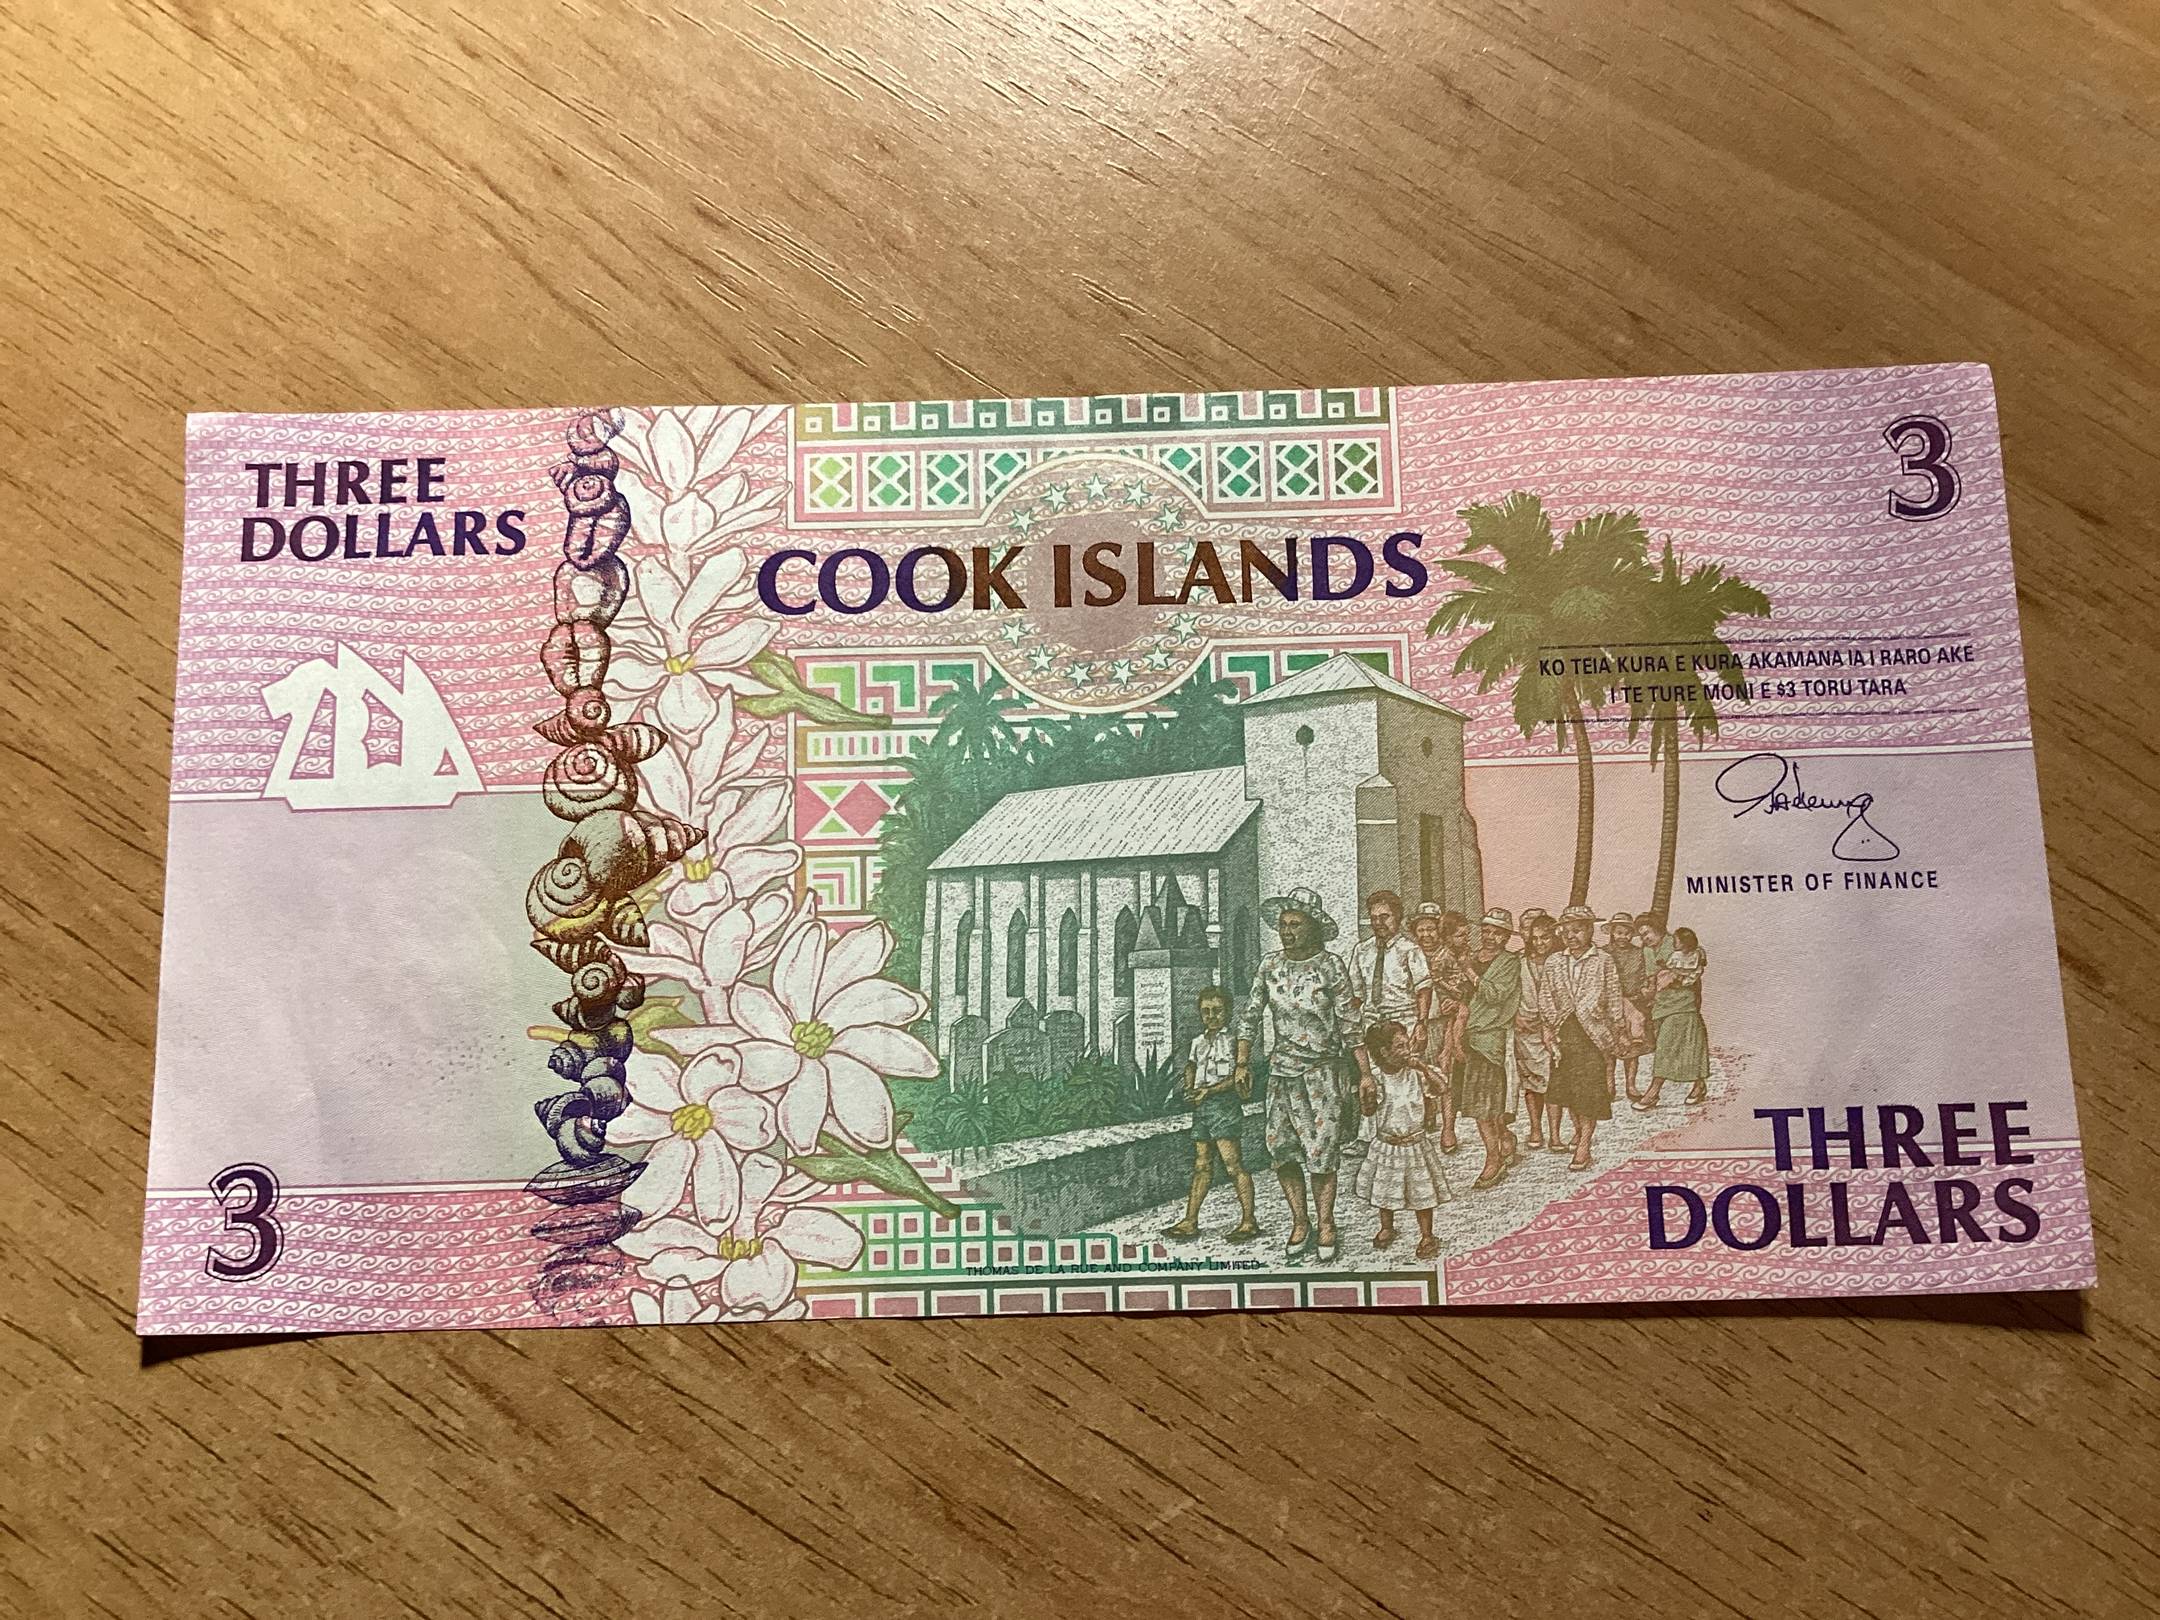 THREE
DOLLARS
3
COOK ISLANDS
KO TEIA KURA E KURA AKAMANA IA I RARO AKE
I TE TURE MONI E $3 TORU TARA
MINISTER OF FINANCE
3
THREE
DOLLARS
THOMAS DE LA RUE AND COMPANY LIMITED